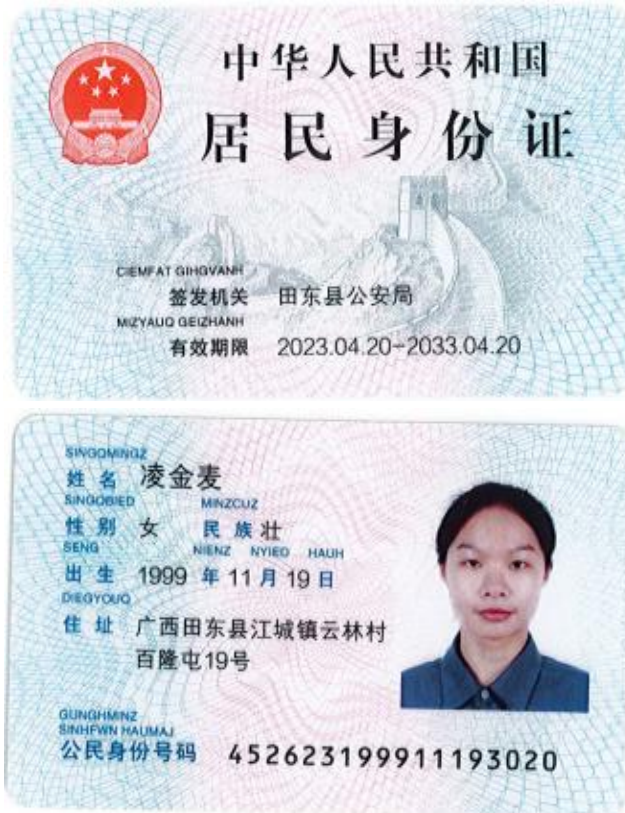 中华人民共和国
居民身份证
CIEMFAT GIHGVANH
签发机关 田东县公安局
MIZYAUQ GEIZHANH
有效期限 2023.04.20-2033.04.20
SINGQMINGZ
姓名 凌金麦
SINGQBIED MINZCUZ
性别 女 民族 壮
SENG NIENZ NYIED HAUH
出生 1999 年 11 月 19 日
DIEGYOUQ
住址 广西田东县江城镇云林村
百隆屯19号
GUNGHMINZ
SINHFWN HAUMAJ
公民身份号码 452623199911193020